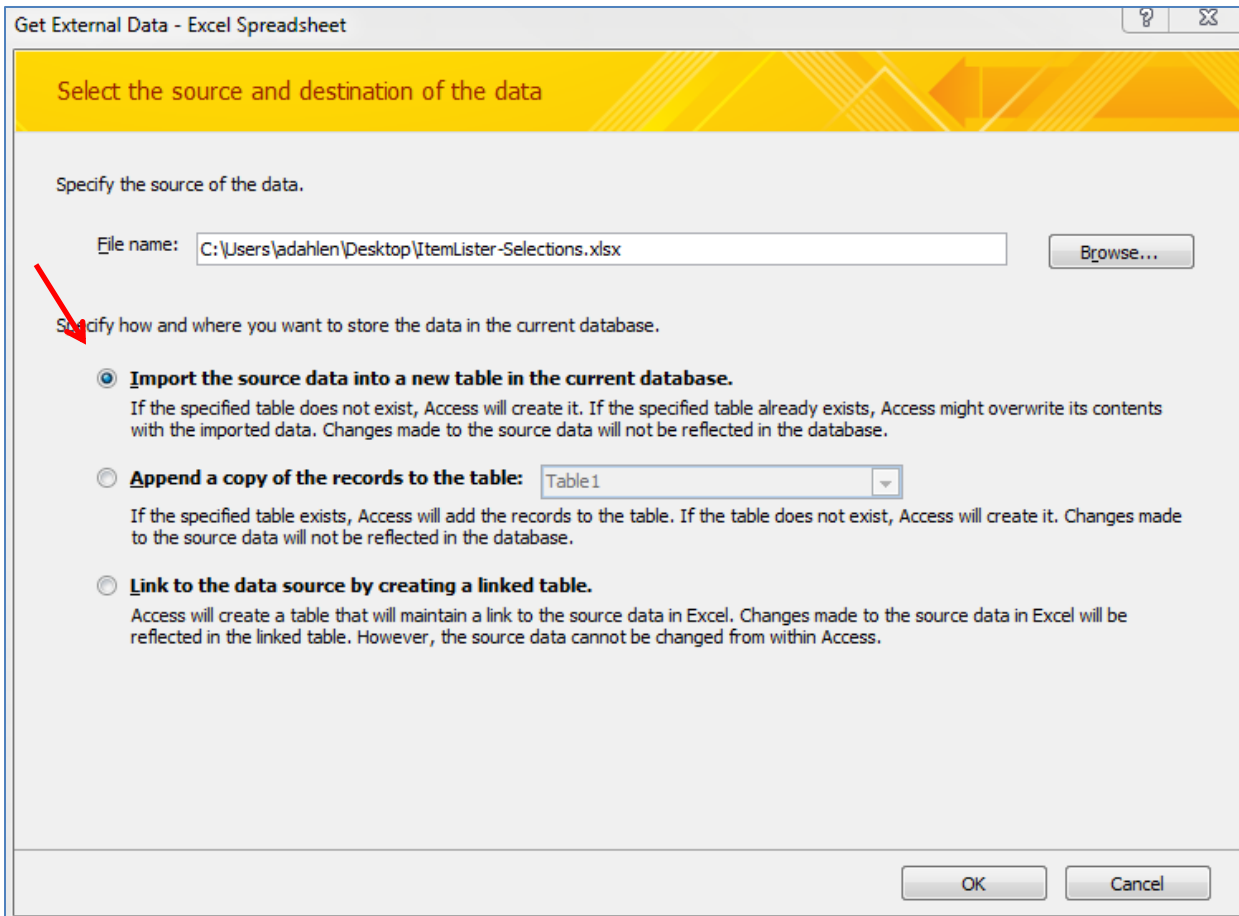 Get External Data - Excel Spreadsheet
Select the source and destination of the data
Specify the source of the data.
File name: C:\Users\adahlen\Desktop\ItemLister-Selections.xlsx Browse...
Specify how and where you want to store the data in the current database.
Import the source data into a new table in the current database.
If the specified table does not exist, Access will create it. If the specified table already exists, Access might overwrite its contents
with the imported data. Changes made to the source data will not be reflected in the database.
Append a copy of the records to the table: Table1
If the specified table exists, Access will add the records to the table. If the table does not exist, Access will create it. Changes made
to the source data will not be reflected in the database.
Link to the data source by creating a linked table.
Access will create a table that will maintain a link to the source data in Excel. Changes made to the source data in Excel will be
reflected in the linked table. However, the source data cannot be changed from within Access.
OK Cancel